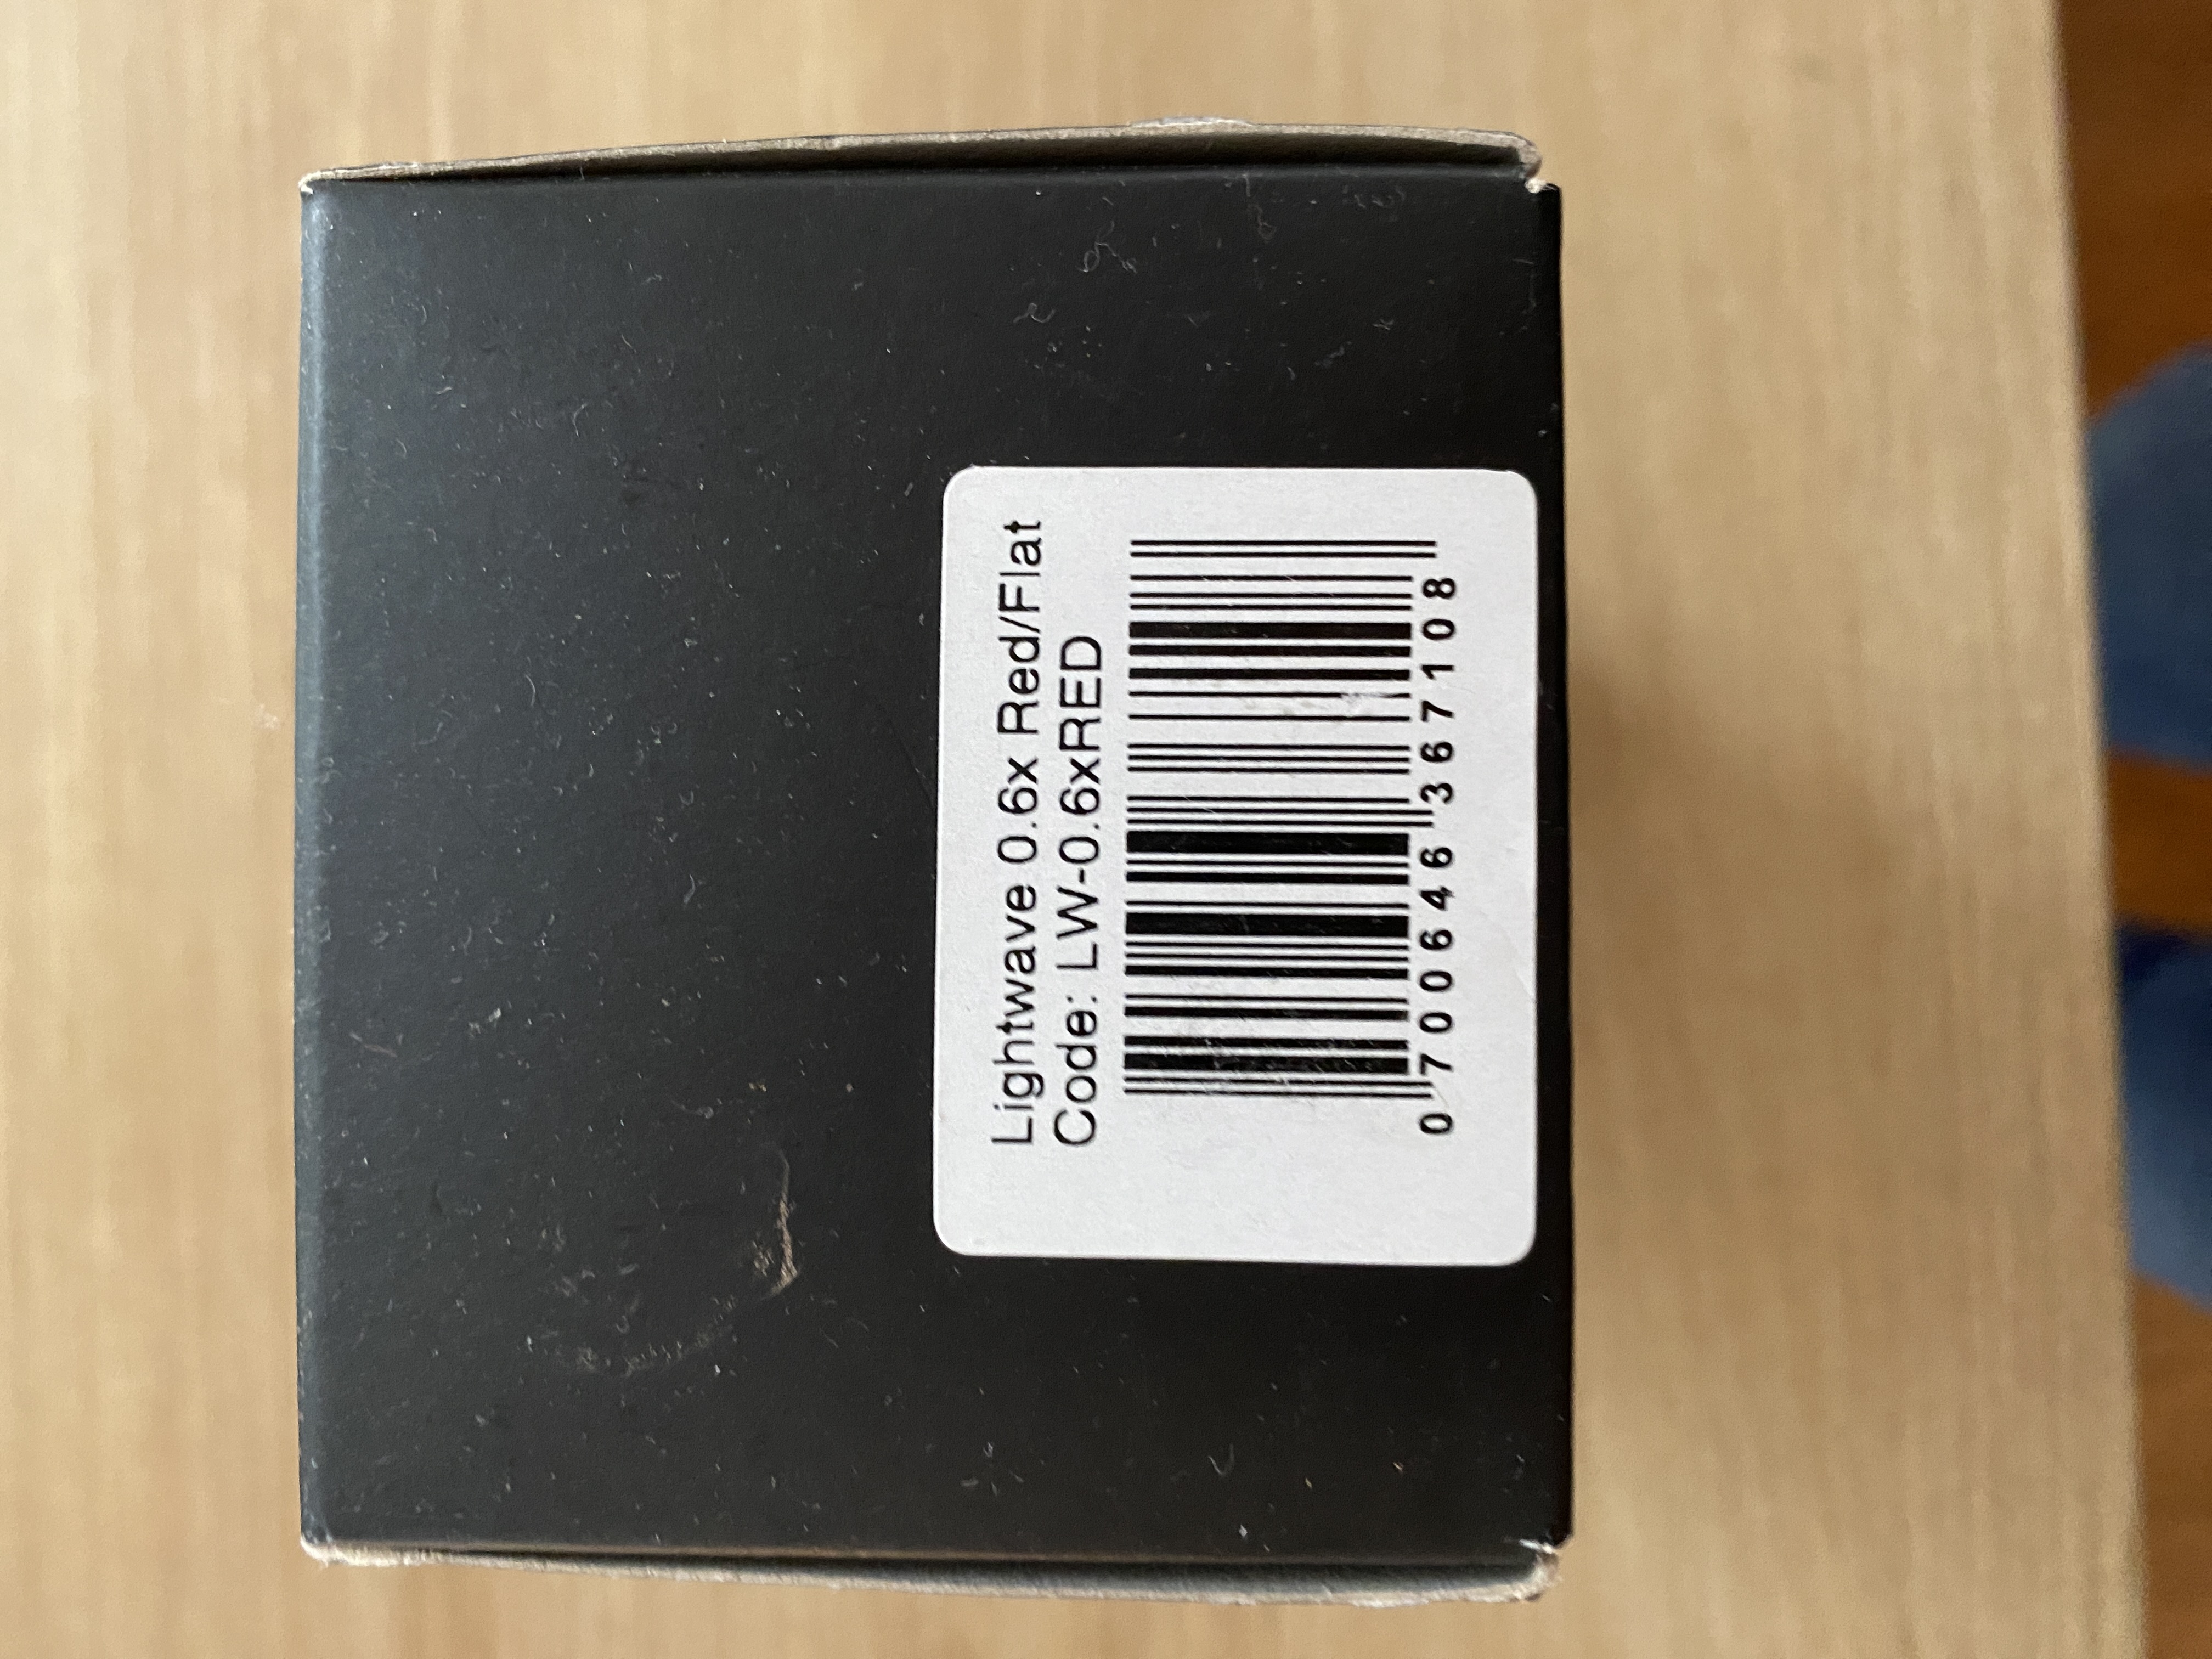 Lightwave 0.6x Red/Flat
Code: LW-0.6xRED
0 700646 367108